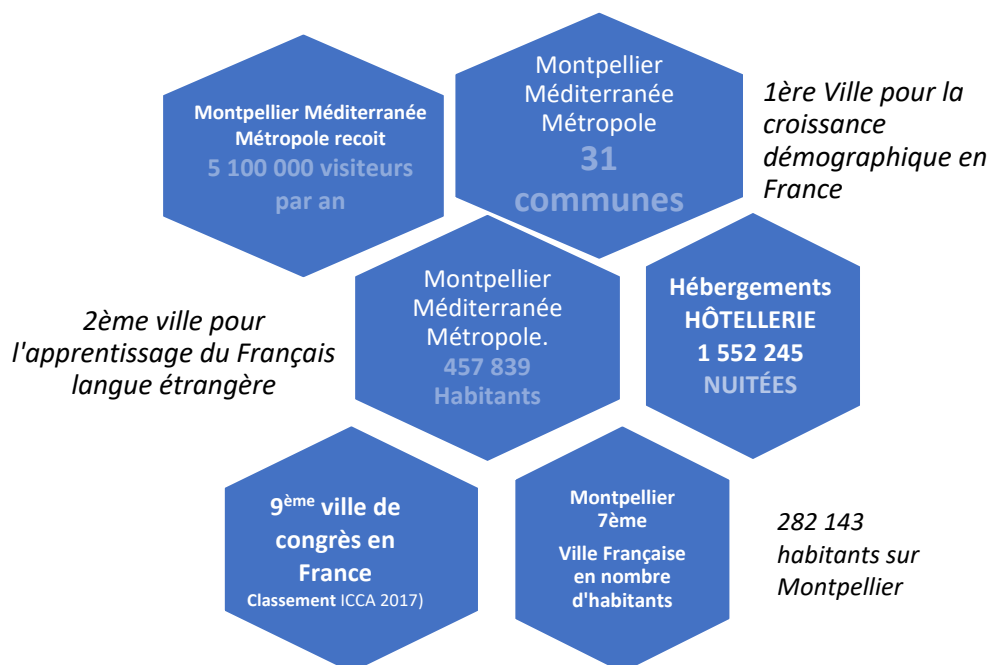 Montpellier Méditerranée
Métropole recoit
5 100 000 visiteurs
par an
Montpellier
Méditerranée
Métropole
31
communes
1ère Ville pour la
croissance
démographique en
France
2ème ville pour
l'apprentissage du Français
langue étrangère
Montpellier
Méditerranée
Métropole.
457 839
Habitants
Hébergements
HÔTELLERIE
1 552 245
NUITÉES
9ème ville de
congrès en
France
Classement ICCA 2017)
Montpellier
7ème
Ville Française
en nombre
d'habitants
282 143
habitants sur
Montpellier